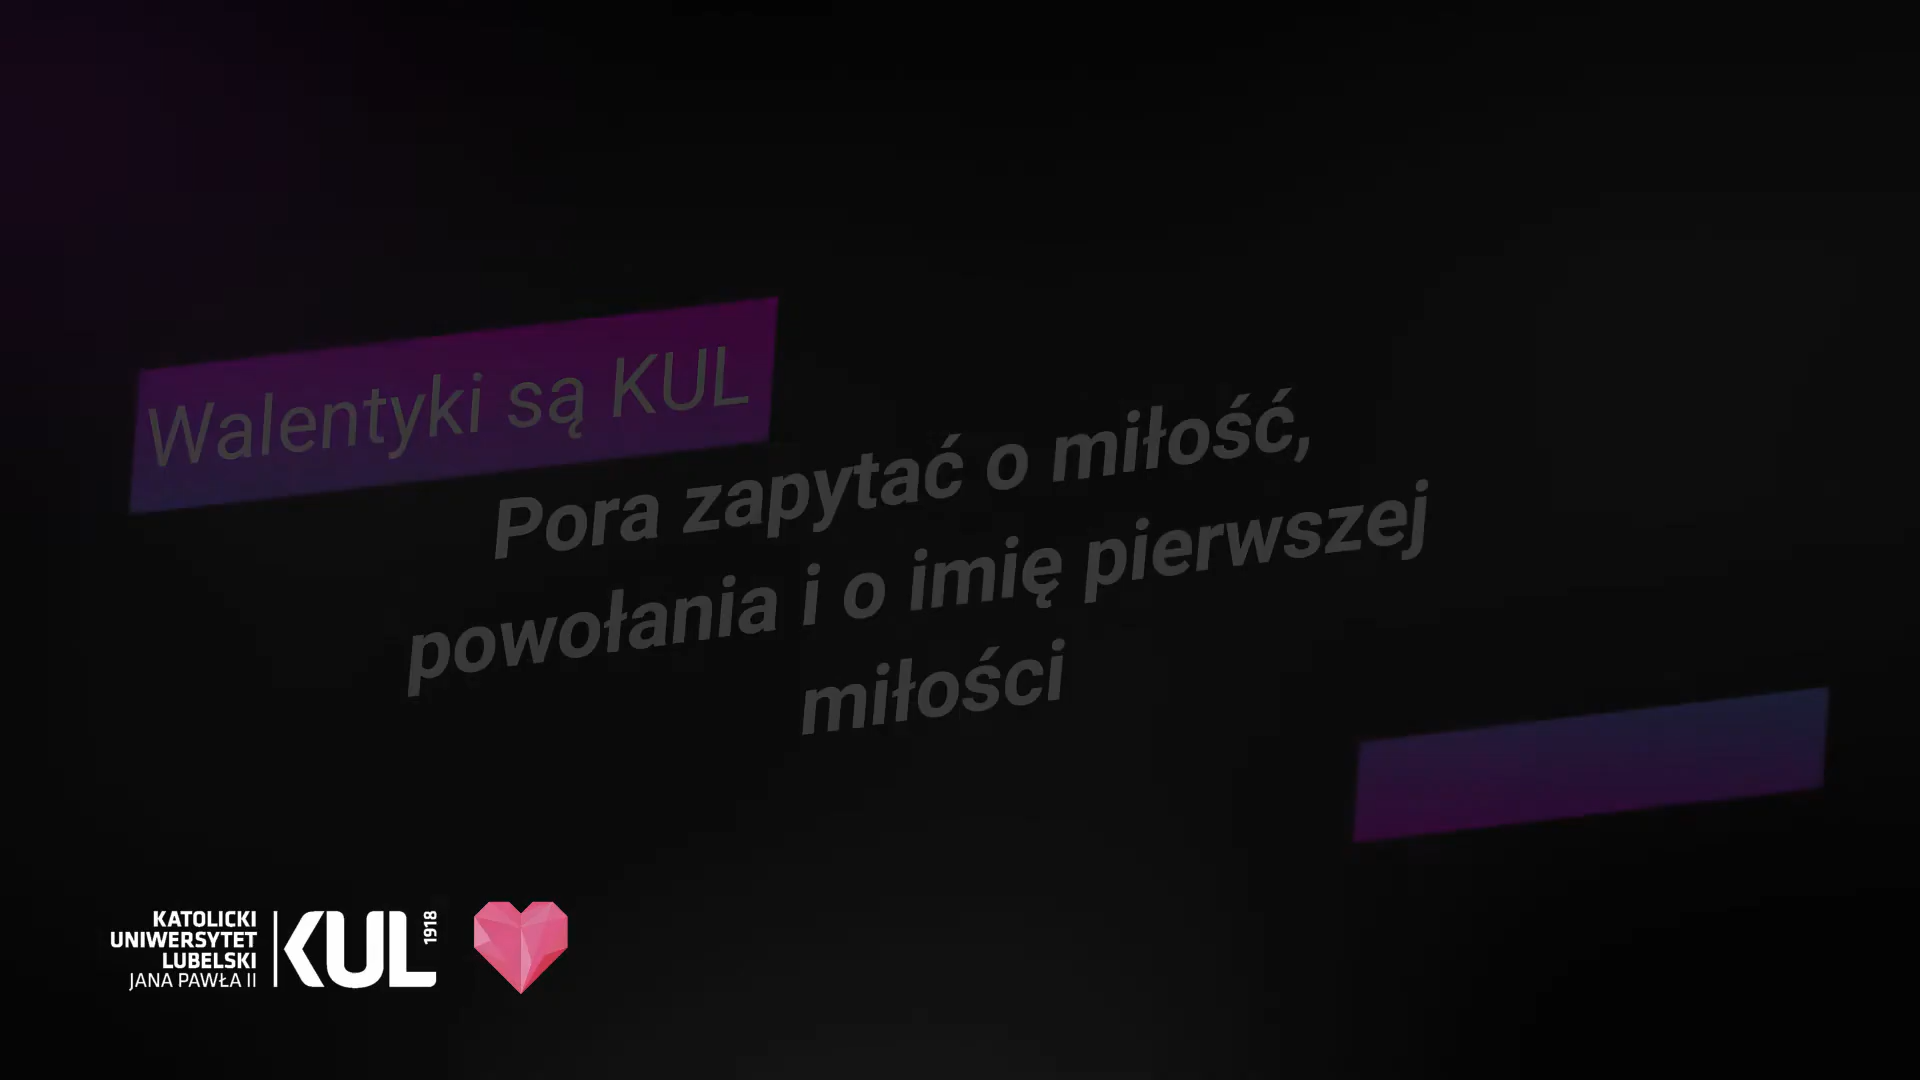 Walentyki są KUL
Pora zapytać o miłość,
powołania i o imię pierwszej
miłości
KATOLICKI
UNIWERSYTET
LUBELSKI
JANA PAWŁA II
KUL
1918